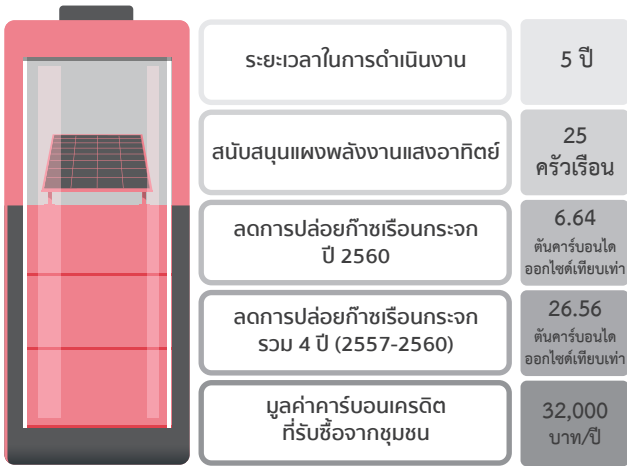 ระยะเวลาในการดำเนินงาน
5 ปี
สนับสนุนแผงพลังงานแสงอาทิตย์
25
ครัวเรือน
ลดการปล่อยก๊าซเรือนกระจก
ปี 2560
6.64
ตันคาร์บอนได
ออกไซด์เทียบเท่า
ลดการปล่อยก๊าซเรือนกระจก
รวม 4 ปี (2557-2560)
26.56
ตันคาร์บอนได
ออกไซด์เทียบเท่า
มูลค่าคาร์บอนเครดิต
ที่รับซื้อจากชุมชน
32,000
บาท/ปี